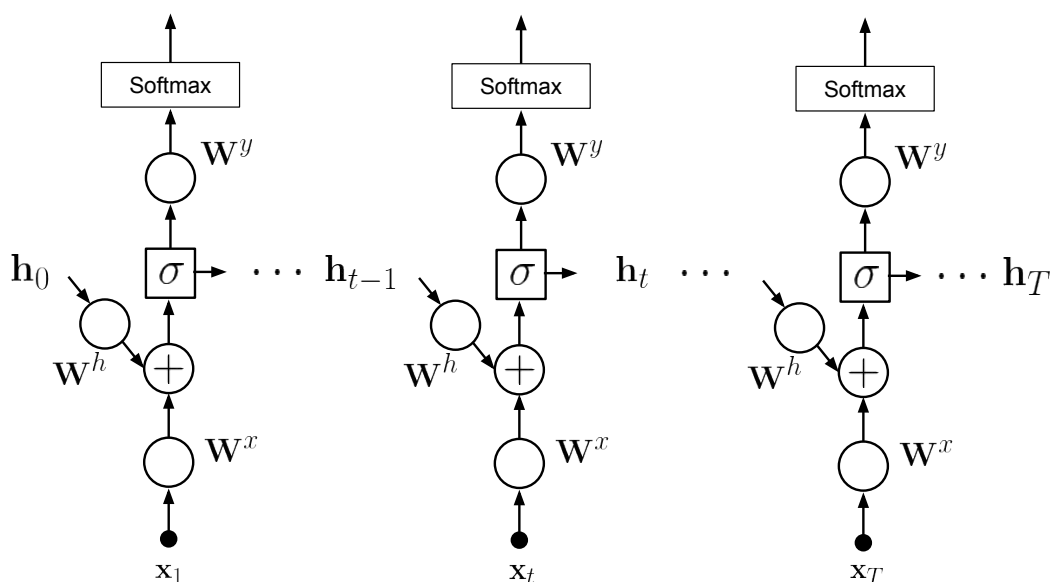 Softmax Softmax Softmax
W^y W^y W^y
h_0 σ ··· h_{t-1} σ h_t ··· σ ··· h_T
W^h + W^h + W^h +
W^x W^x W^x
x_1 x_t x_T